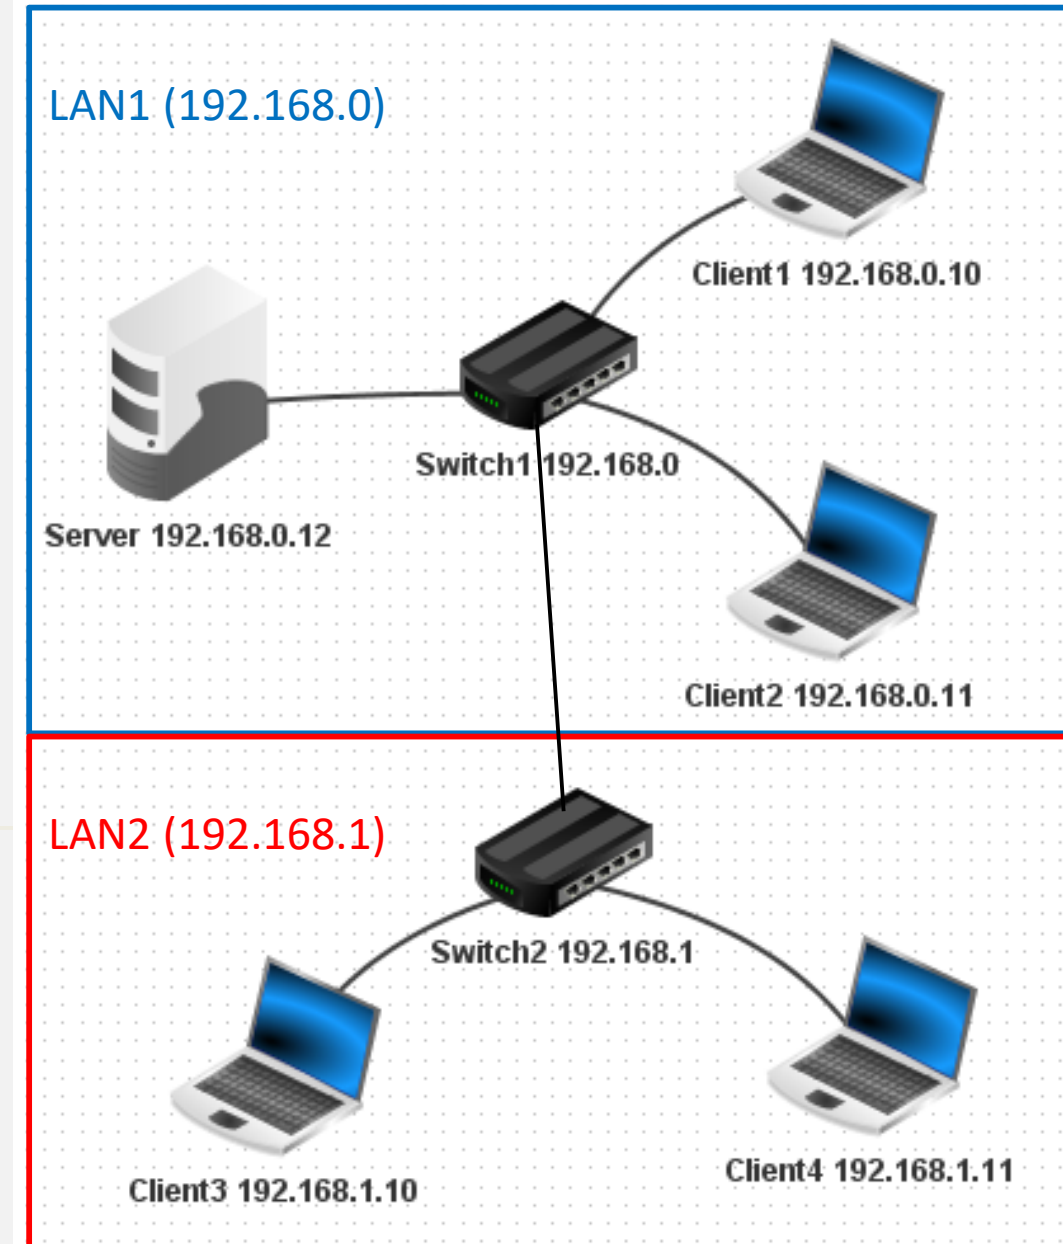 LAN1 (192.168.0)
Client1 192.168.0.10
Switch1 192.168.0
Server 192.168.0.12
Client2 192.168.0.11
LAN2 (192.168.1)
Switch2 192.168.1
Client3 192.168.1.10
Client4 192.168.1.11